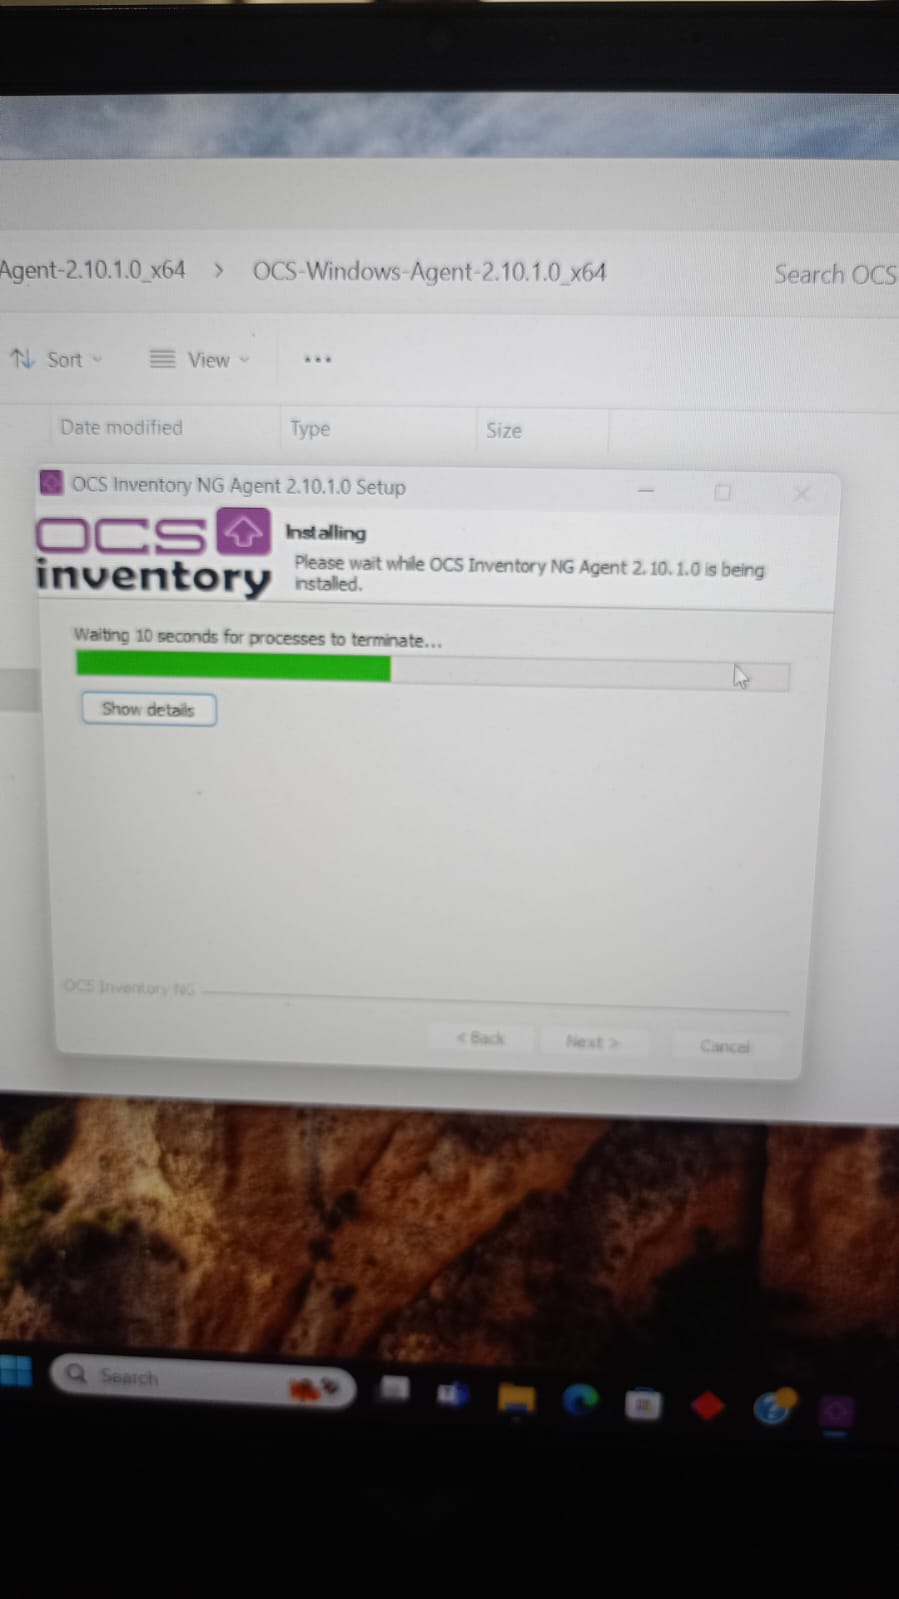 Agent-2.10.1.0_x64 > OCS-Windows-Agent-2.10.1.0_x64 Search OCS
Sort View ...
Date modified Type Size
OCS Inventory NG Agent 2.10.1.0 Setup
OCS
inventory
Installing
Please wait while OCS Inventory NG Agent 2.10.1.0 is being
installed.
Waiting 10 seconds for processes to terminate...
Show details
OCS Inventory NG
< Back Next > Cancel
Search